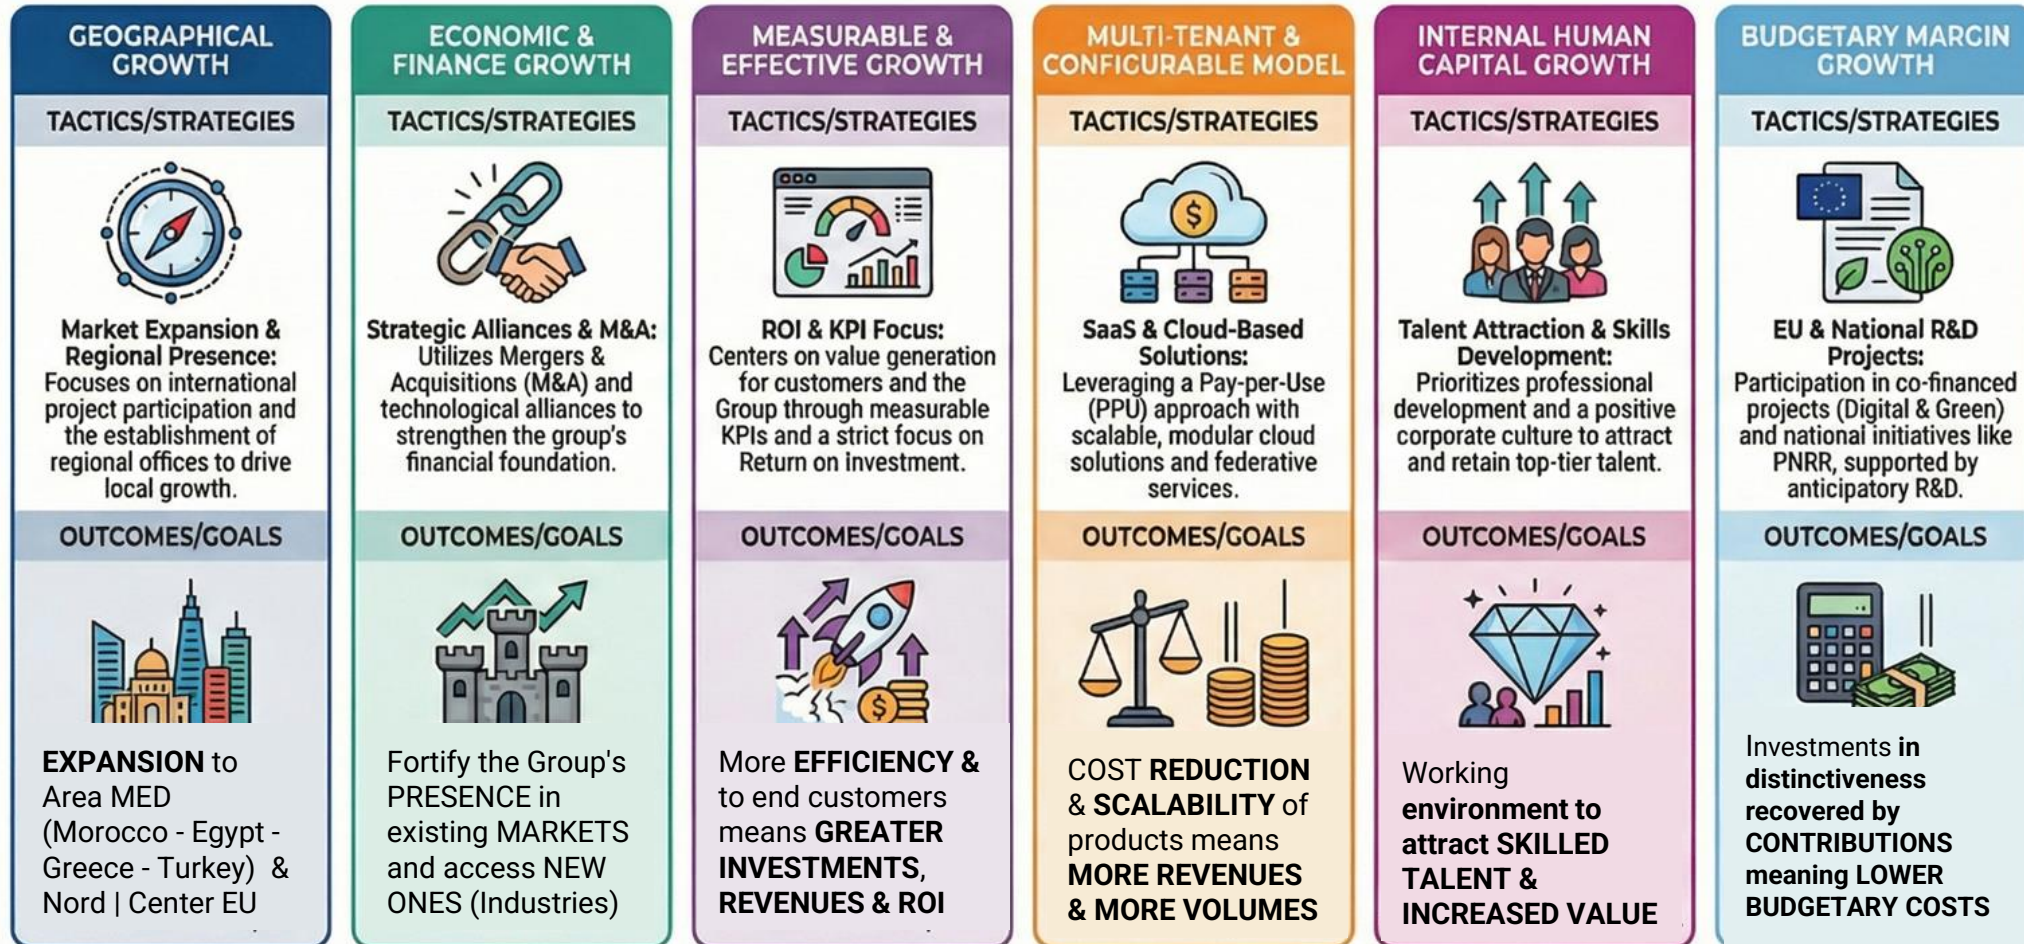 GEOGRAPHICAL
GROWTH
TACTICS/STRATEGIES
Market Expansion &
Regional Presence:
Focuses on international
project participation and
the establishment of
regional offices to drive
local growth.
OUTCOMES/GOALS
EXPANSION to
Area MED
(Morocco - Egypt -
Greece - Turkey) &
Nord | Center EU
ECONOMIC &
FINANCE GROWTH
TACTICS/STRATEGIES
Strategic Alliances & M&A:
Utilizes Mergers &
Acquisitions (M&A) and
technological alliances to
strengthen the group's
financial foundation.
OUTCOMES/GOALS
Fortify the Group's
PRESENCE in
existing MARKETS
and access NEW
ONES (Industries)
MEASURABLE &
EFFECTIVE GROWTH
TACTICS/STRATEGIES
ROI & KPI Focus:
Centers on value generation
for customers and the
Group through measurable
KPIs and a strict focus on
Return on investment.
OUTCOMES/GOALS
$
More EFFICIENCY &
to end customers
means GREATER
INVESTMENTS,
REVENUES & ROI
MULTI-TENANT &
CONFIGURABLE MODEL
TACTICS/STRATEGIES
$
SaaS & Cloud-Based
Solutions:
Leveraging a Pay-per-Use
(PPU) approach with
scalable, modular cloud
solutions and federative
services.
OUTCOMES/GOALS
COST REDUCTION
& SCALABILITY of
products means
MORE REVENUES
& MORE VOLUMES
INTERNAL HUMAN
CAPITAL GROWTH
TACTICS/STRATEGIES
Talent Attraction & Skills
Development:
Prioritizes professional
development and a positive
corporate culture to attract
and retain top-tier talent.
OUTCOMES/GOALS
Working
environment to
attract SKILLED
TALENT &
INCREASED VALUE
BUDGETARY MARGIN
GROWTH
TACTICS/STRATEGIES
EU & National R&D
Projects:
Participation in co-financed
projects (Digital & Green)
and national initiatives like
PNRR, supported by
anticipatory R&D.
OUTCOMES/GOALS
Investments in
distinctiveness
recovered by
CONTRIBUTIONS
meaning LOWER
BUDGETARY COSTS